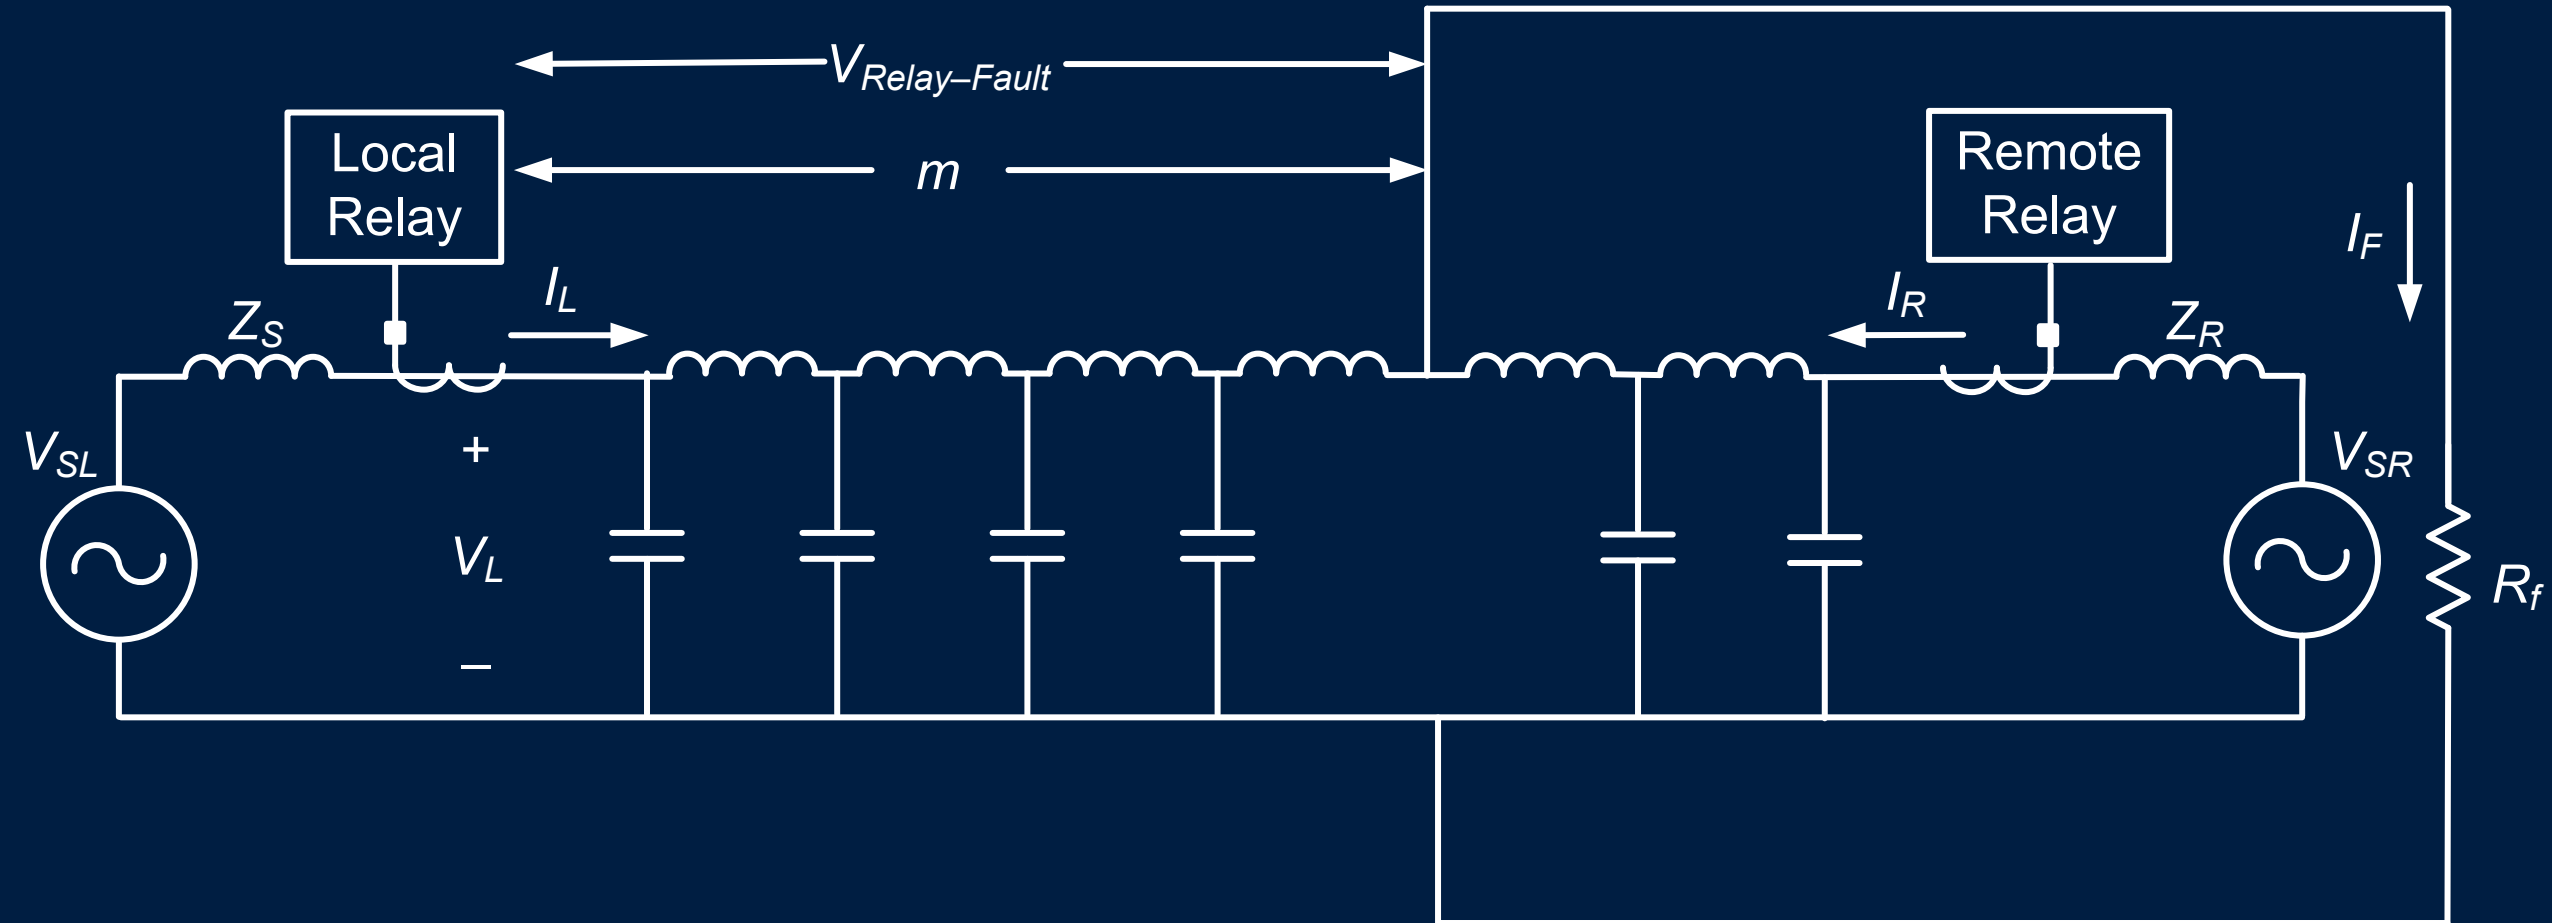 V_Relay–Fault
Local
Relay
m
Remote
Relay
I_F
I_L
I_R
Z_S
Z_R
V_SL
+
V_L
–
V_SR
R_f